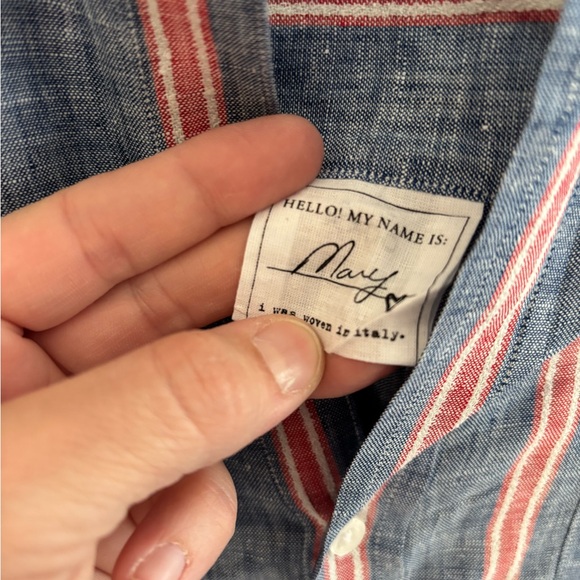 HELLO! MY NAME IS:
Mary
i was woven in italy.